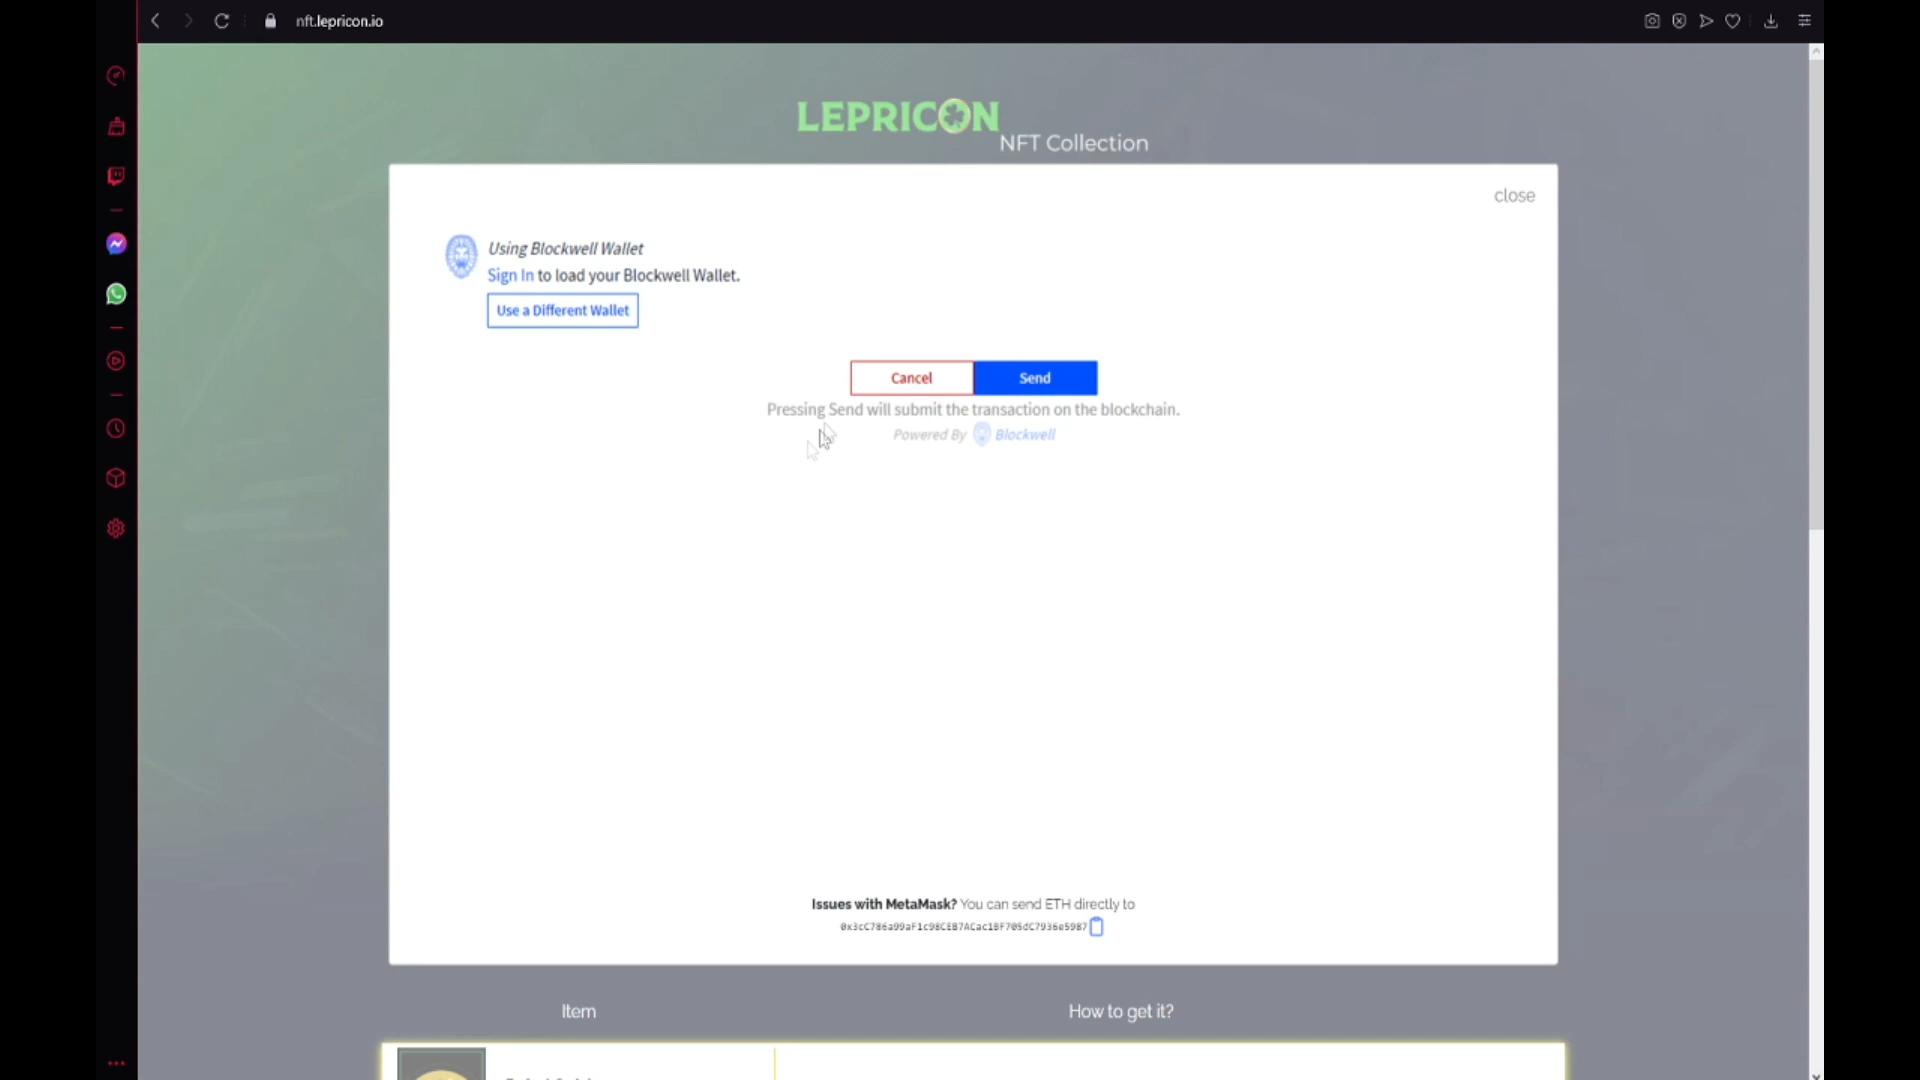 nft.lepricon.io
LEPRICON
NFT Collection
close
Using Blockwell Wallet
Sign In to load your Blockwell Wallet.
Use a Different Wallet
Cancel
Send
Pressing Send will submit the transaction on the blockchain.
Powered By Blockwell
Issues with MetaMask? You can send ETH directly to
0x3cC786a99aF1c98CEB7ACac1BF705dC7936e5987
Item
How to get it?